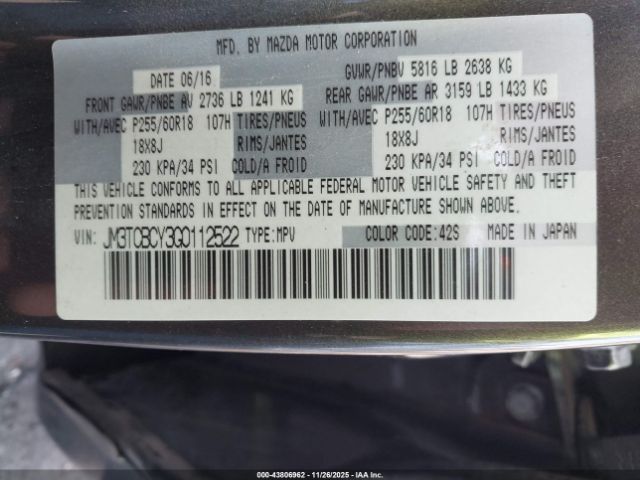 MFD. BY MAZDA MOTOR CORPORATION
DATE 06/16 GVWR/PNBV 5816 LB 2638 KG
FRONT GAWR/PNBE AV 2736 LB 1241 KG REAR GAWR/PNBE AR 3159 LB 1433 KG
WITH/AVEC P255/60R18 107H TIRES/PNEUS WITH/AVEC P255/60R18 107H TIRES/PNEUS
18X8J RIMS/JANTES 18X8J RIMS/JANTES
230 KPA/34 PSI COLD/A FROID 230 KPA/34 PSI COLD/A FROID
THIS VEHICLE CONFORMS TO ALL APPLICABLE FEDERAL MOTOR VEHICLE SAFETY AND THEFT
PREVENTION STANDARDS IN EFFECT ON THE DATE OF MANUFACTURE SHOWN ABOVE.
VIN: JM3TCBCY3G0112522 TYPE: MPV COLOR CODE: 42S MADE IN JAPAN
000-43806962 - 11/26/2025 - IAAI.COM